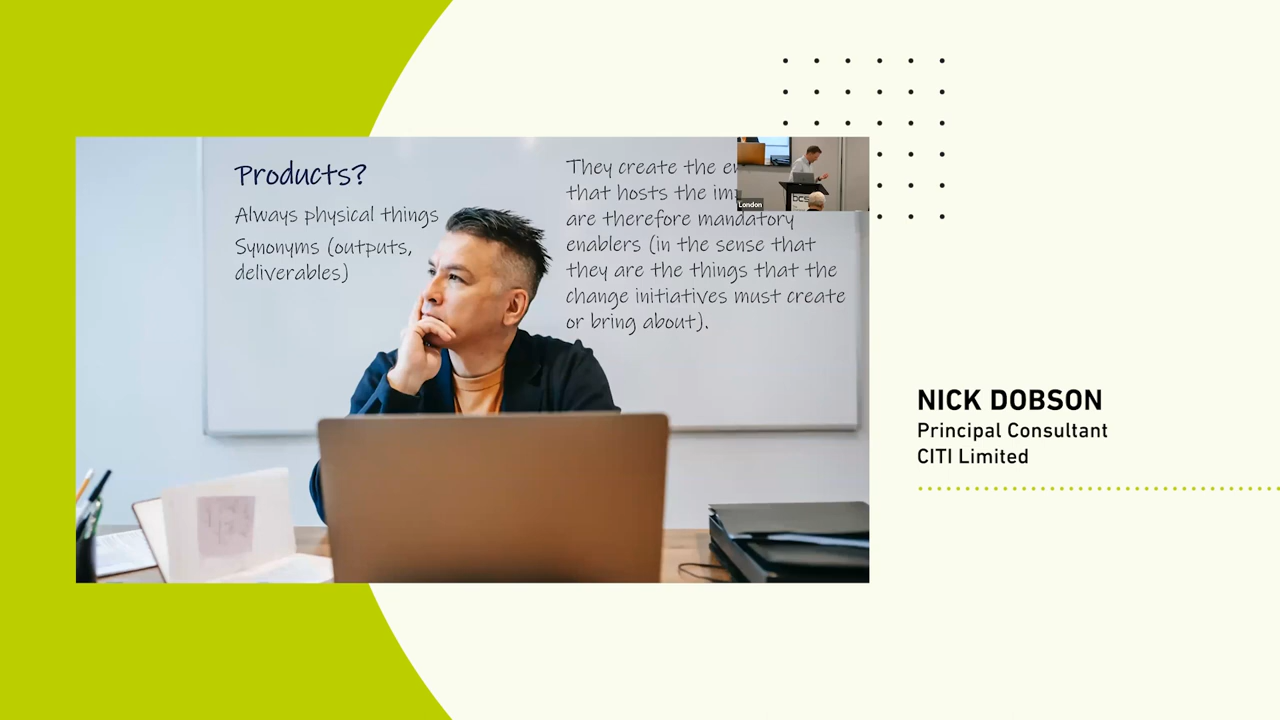 Products?
Always physical things
Synonyms (outputs,
deliverables)
They create the
that hosts the
are therefore mandatory
enablers (in the sense that
they are the things that the
change initiatives must create
or bring about).
London
bcs
NICK DOBSON
Principal Consultant
CITI Limited